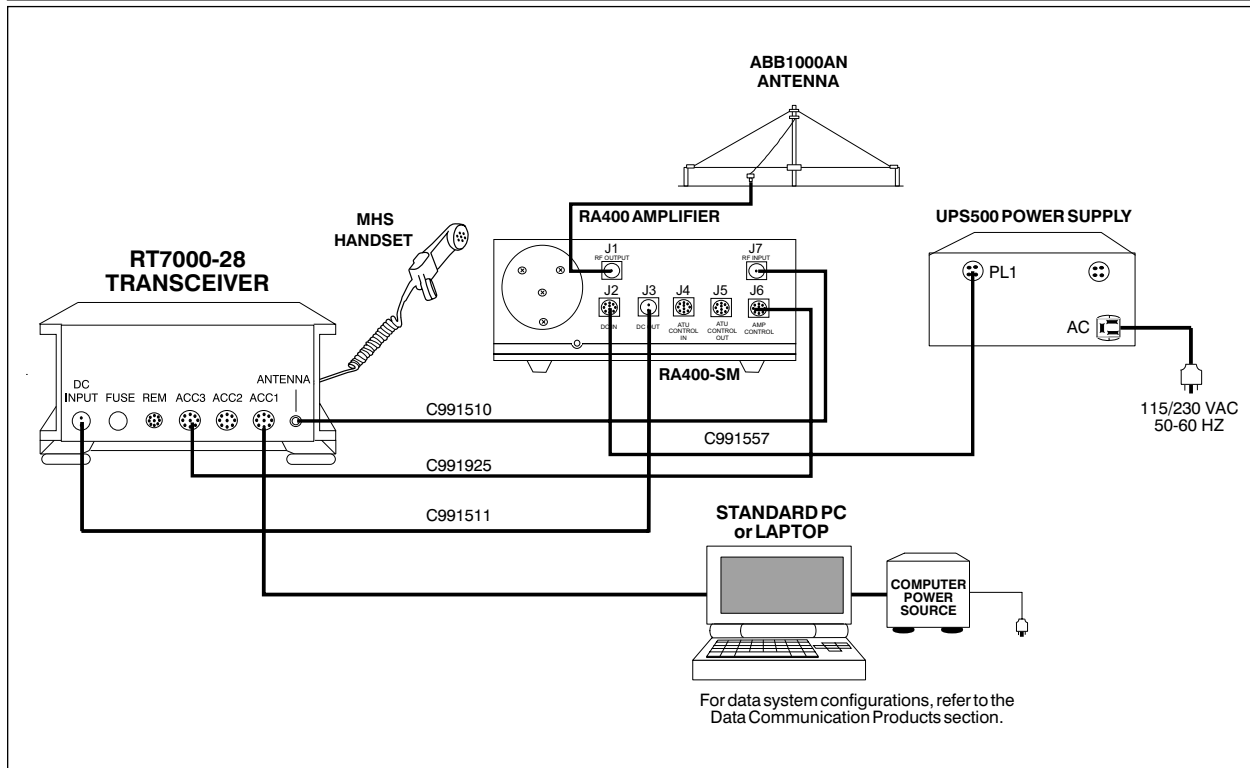 ABB1000AN
ANTENNA
MHS
HANDSET
RA400 AMPLIFIER
UPS500 POWER SUPPLY
RT7000-28
TRANSCEIVER
J1
RF OUTPUT
J7
RF INPUT
J2
J3
J4
J5
J6
DC IN
DC OUT
ATU
CONTROL
IN
ATU
CONTROL
OUT
AMP
CONTROL
PL1
AC
RA400-SM
DC
INPUT
FUSE
REM
ACC3
ACC2
ACC1
ANTENNA
115/230 VAC
50-60 HZ
C991510
C991557
C991925
C991511
STANDARD PC
or LAPTOP
COMPUTER
POWER
SOURCE
For data system configurations, refer to the
Data Communication Products section.